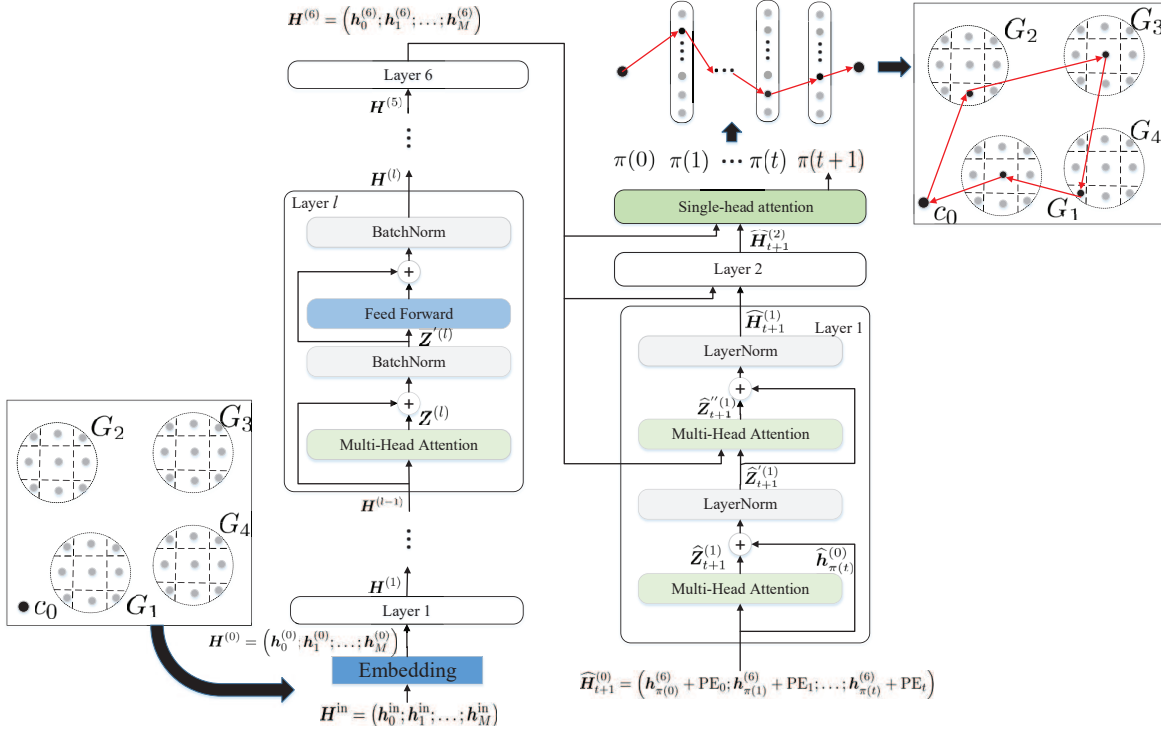 H^(6) = (h_0^(6); h_1^(6); …; h_M^(6))
Layer 6
H^(5)
⋮
H^(l)
Layer l
BatchNorm
+
Feed Forward
Z′^(l)
BatchNorm
+
Z^(l)
Multi-Head Attention
H^(l−1)
⋮
H^(1)
Layer 1
H^(0) = (h_0^(0); h_1^(0); …; h_M^(0))
Embedding
H^in = (h_0^in; h_1^in; …; h_M^in)
G_2
G_3
G_4
G_1
c_0
π(0) π(1) ⋯ π(t) π(t+1)
Single-head attention
Ĥ_{t+1}^(2)
Layer 2
Ĥ_{t+1}^(1)
Layer 1
LayerNorm
+
Ẑ″_{t+1}^(1)
Multi-Head Attention
Ẑ′_{t+1}^(1)
LayerNorm
+
Ẑ_{t+1}^(1)
ĥ_{π(t)}^(0)
Multi-Head Attention
Ĥ_{t+1}^(0) = (h_{π(0)}^(6) + PE_0; h_{π(1)}^(6) + PE_1; …; h_{π(t)}^(6) + PE_t)
G_2
G_3
G_4
G_1
c_0